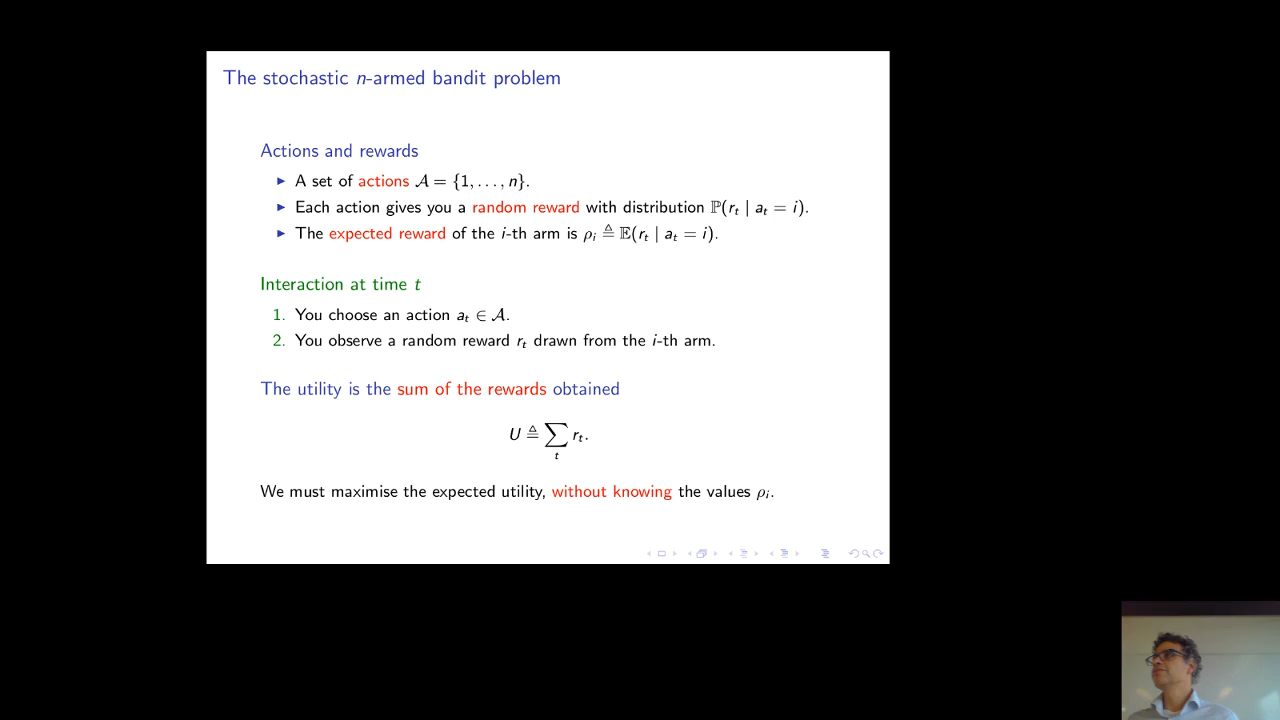 The stochastic n-armed bandit problem
Actions and rewards
▶ A set of actions 𝒜 = {1, . . . , n}.
▶ Each action gives you a random reward with distribution ℙ(r_t | a_t = i).
▶ The expected reward of the i-th arm is ρ_i ≜ 𝔼(r_t | a_t = i).
Interaction at time t
1. You choose an action a_t ∈ 𝒜.
2. You observe a random reward r_t drawn from the i-th arm.
The utility is the sum of the rewards obtained
U ≜ ∑_t r_t.
We must maximise the expected utility, without knowing the values ρ_i.